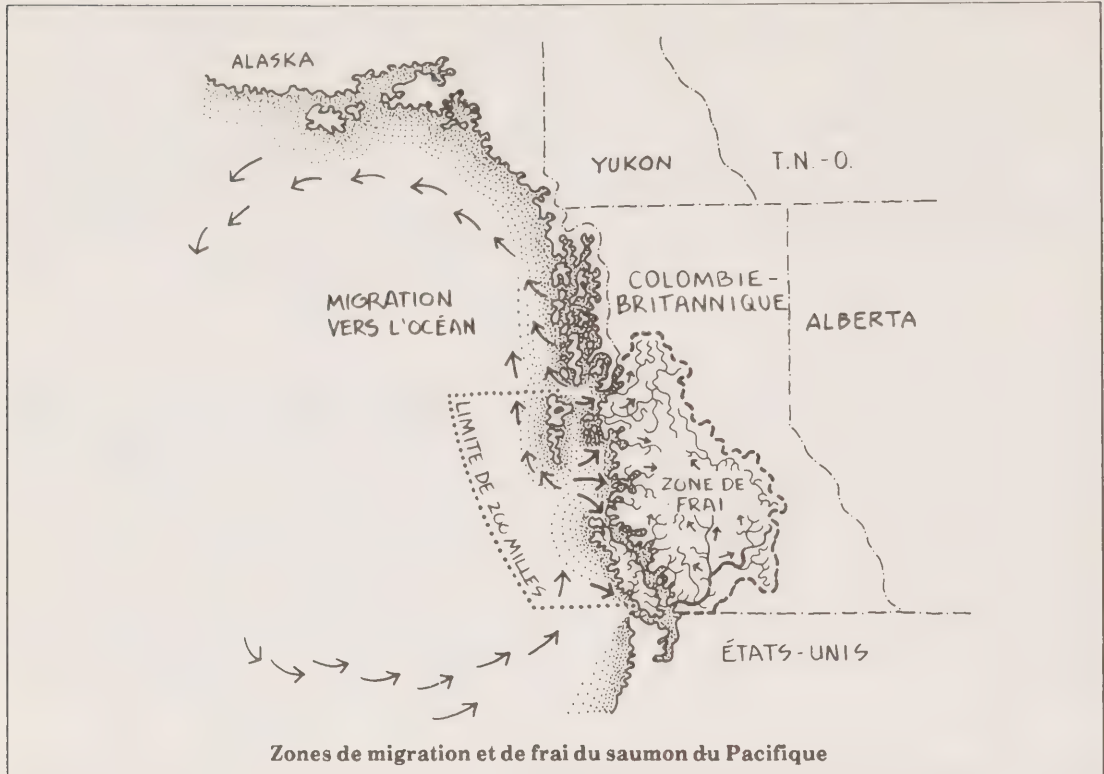 ALASKA
YUKON
T.N.-O.
COLOMBIE-
BRITANNIQUE
ALBERTA
MIGRATION
VERS L'OCÉAN
LIMITE DE 200 MILLES
ZONE DE
FRAI
ÉTATS-UNIS
Zones de migration et de frai du saumon du Pacifique